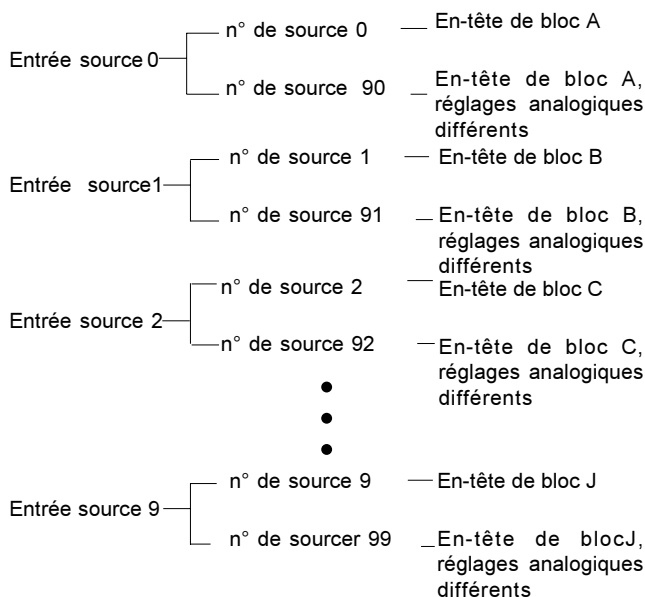 Entrée source 0
n° de source 0
En-tête de bloc A
n° de source 90
En-tête de bloc A,
réglages analogiques
différents
Entrée source1
n° de source 1
En-tête de bloc B
n° de source 91
En-tête de bloc B,
réglages analogiques
différents
Entrée source 2
n° de source 2
En-tête de bloc C
n° de source 92
En-tête de bloc C,
réglages analogiques
différents
Entrée source 9
n° de source 9
En-tête de bloc J
n° de sourcer 99
En-tête de blocJ,
réglages analogiques
différents